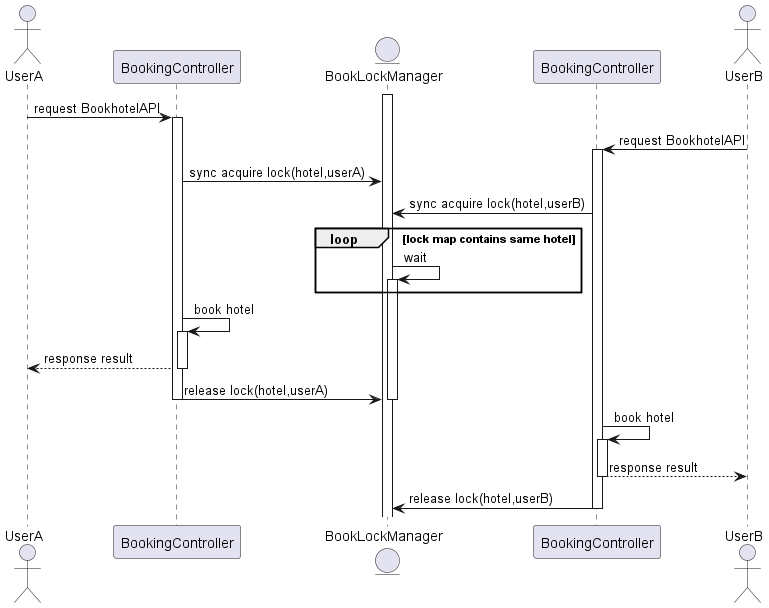 UserA
BookingController
BookLockManager
BookingController
UserB
request BookhotelAPI
request BookhotelAPI
sync acquire lock(hotel,userA)
sync acquire lock(hotel,userB)
loop
[lock map contains same hotel]
wait
book hotel
response result
release lock(hotel,userA)
book hotel
response result
release lock(hotel,userB)
UserA
BookingController
BookLockManager
BookingController
UserB